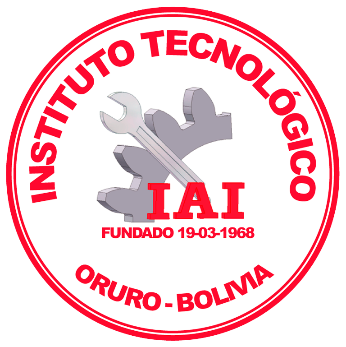 INSTITUTO TECNOLÓGICO
IAI
FUNDADO 19-03-1968
ORURO - BOLIVIA